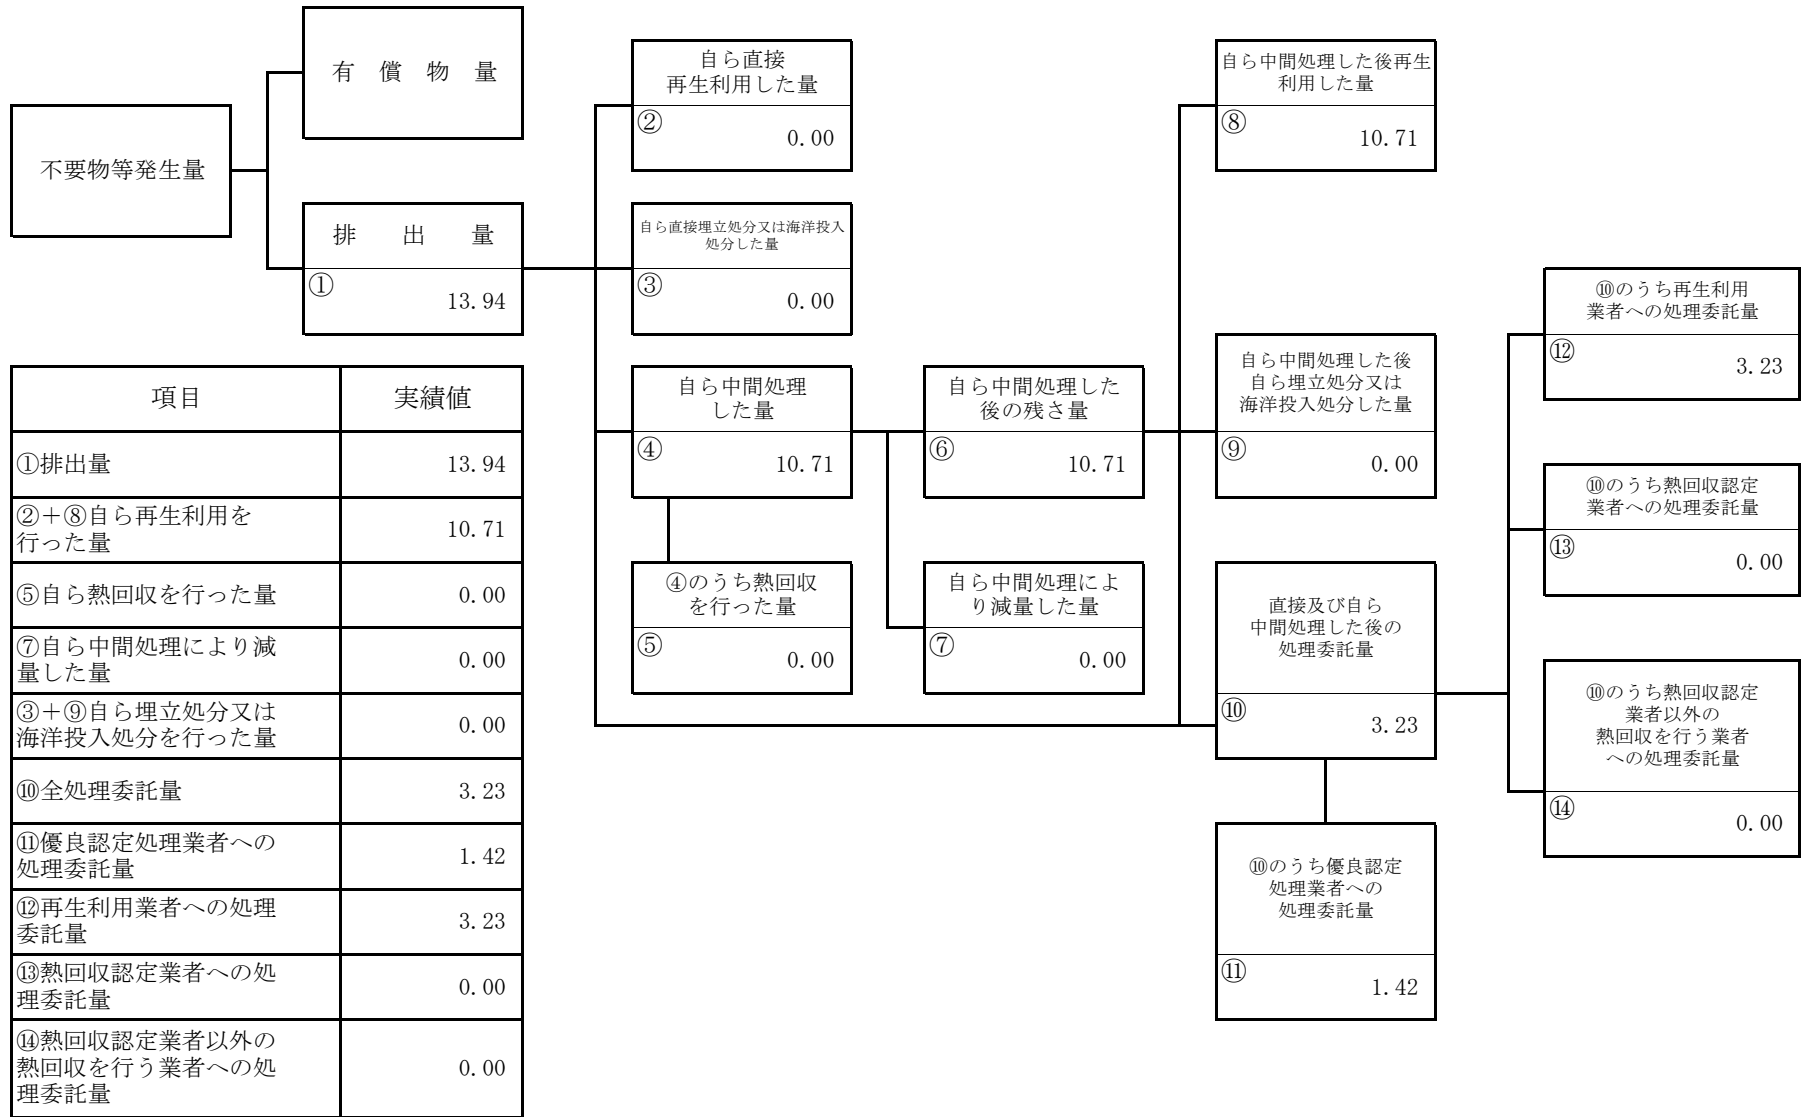 有 償 物 量
不要物等発生量
排 出 量
①
13.94
自ら直接
再生利用した量
②
0.00
自ら直接埋立処分又は海洋投入
処分した量
③
0.00
自ら中間処理
した量
④
10.71
④のうち熱回収
を行った量
⑤
0.00
自ら中間処理した
後の残さ量
⑥
10.71
自ら中間処理によ
り減量した量
⑦
0.00
自ら中間処理した後再生
利用した量
⑧
10.71
自ら中間処理した後
自ら埋立処分又は
海洋投入処分した量
⑨
0.00
直接及び自ら
中間処理した後の
処理委託量
⑩
3.23
⑩のうち優良認定
処理業者への
処理委託量
⑪
1.42
⑩のうち再生利用
業者への処理委託量
⑫
3.23
⑩のうち熱回収認定
業者への処理委託量
⑬
0.00
⑩のうち熱回収認定
業者以外の
熱回収を行う業者
への処理委託量
⑭
0.00
項目 実績値
①排出量 13.94
②+⑧自ら再生利用を
行った量 10.71
⑤自ら熱回収を行った量 0.00
⑦自ら中間処理により減
量した量 0.00
③+⑨自ら埋立処分又は
海洋投入処分を行った量 0.00
⑩全処理委託量 3.23
⑪優良認定処理業者への
処理委託量 1.42
⑫再生利用業者への処理
委託量 3.23
⑬熱回収認定業者への処
理委託量 0.00
⑭熱回収認定業者以外の
熱回収を行う業者への処
理委託量 0.00